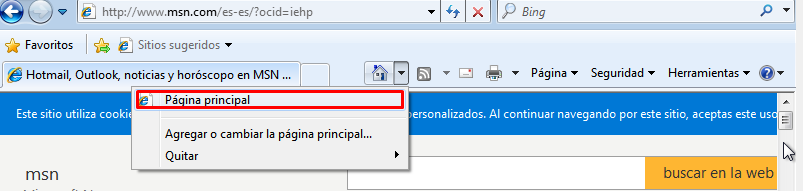 http://www.msn.com/es-es/?ocid=iehp
Bing
Favoritos
Sitios sugeridos
Hotmail, Outlook, noticias y horóscopo en MSN ...
Página
Seguridad
Herramientas
Página principal
Este sitio utiliza cookie
personalizados. Al continuar navegando por este sitio, aceptas este uso
Agregar o cambiar la página principal...
Quitar
msn
buscar en la web